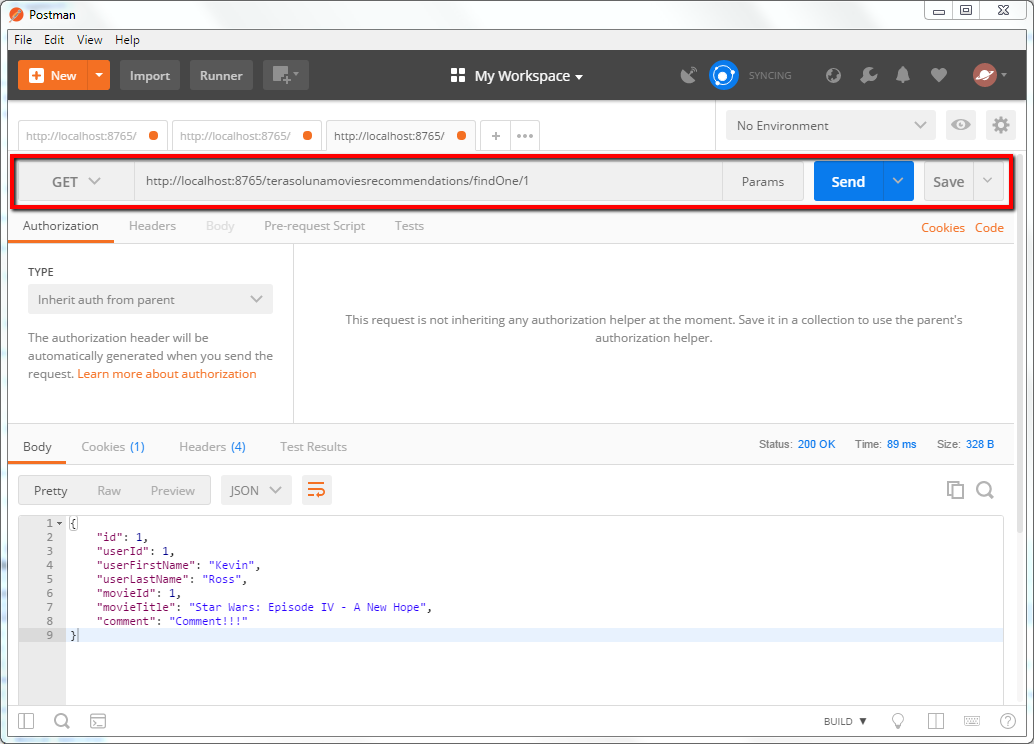 Postman
File Edit View Help
New Import Runner My Workspace SYNCING
http://localhost:8765/ http://localhost:8765/ http://localhost:8765/ + ••• No Environment
GET http://localhost:8765/terasolunamoviesrecommendations/findOne/1 Params Send Save
Authorization Headers Body Pre-request Script Tests Cookies Code
TYPE
Inherit auth from parent
The authorization header will be
automatically generated when you send the
request. Learn more about authorization
This request is not inheriting any authorization helper at the moment. Save it in a collection to use the parent's
authorization helper.
Body Cookies (1) Headers (4) Test Results Status: 200 OK Time: 89 ms Size: 328 B
Pretty Raw Preview JSON
1 {
2 "id": 1,
3 "userId": 1,
4 "userFirstName": "Kevin",
5 "userLastName": "Ross",
6 "movieId": 1,
7 "movieTitle": "Star Wars: Episode IV - A New Hope",
8 "comment": "Comment!!!"
9 }
BUILD ▼